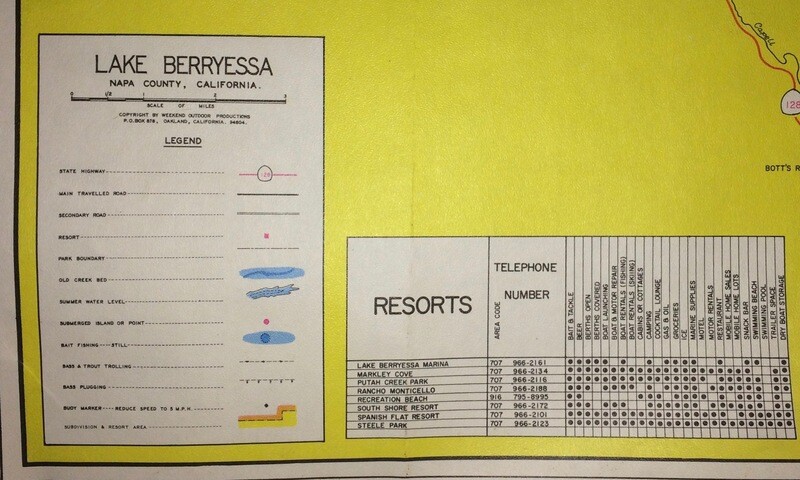 LAKE BERRYESSA
NAPA COUNTY, CALIFORNIA.
0 1/2 1 2 3
SCALE OF MILES
COPYRIGHT BY WEEKEND OUTDOOR PRODUCTIONS
P.O. BOX 878, OAKLAND, CALIFORNIA. 94604.
LEGEND
STATE HIGHWAY
128
MAIN TRAVELLED ROAD
SECONDARY ROAD
RESORT
PARK BOUNDARY
OLD CREEK BED
SUMMER WATER LEVEL
SUBMERGED ISLAND OR POINT
BAIT FISHING---STILL
BASS & TROUT TROLLING
BASS PLUGGING
BUOY MARKER---REDUCE SPEED TO 5 M.P.H.
SUBDIVISION & RESORT AREA
Capell
128
BOTT'S R
RESORTS
TELEPHONE
NUMBER
AREA CODE
BAIT & TACKLE
BEER
BERTHS OPEN
BERTHS COVERED
BOAT LAUNCHING
BOAT & MOTOR REPAIR
BOAT RENTALS (FISHING)
BOAT RENTALS (SKIING)
CABINS OR COTTAGES
CAMPING
COCKTAIL LOUNGE
GAS & OIL
GROCERIES
ICE
MARINE SUPPLIES
MOTEL
MOTOR RENTALS
RESTAURANT
MOBILE HOME SALES
MOBILE HOME LOTS
SNACK BAR
SWIMMING BEACH
SWIMMING POOL
TRAILER SPACE
DRY BOAT STORAGE
LAKE BERRYESSA MARINA 707 966-2161
MARKLEY COVE 707 966-2134
PUTAH CREEK PARK 707 966-2116
RANCHO MONTICELLO 707 966-2188
RECREATION BEACH 916 795-8995
SOUTH SHORE RESORT 707 966-2172
SPANISH FLAT RESORT 707 966-2101
STEELE PARK 707 966-2123